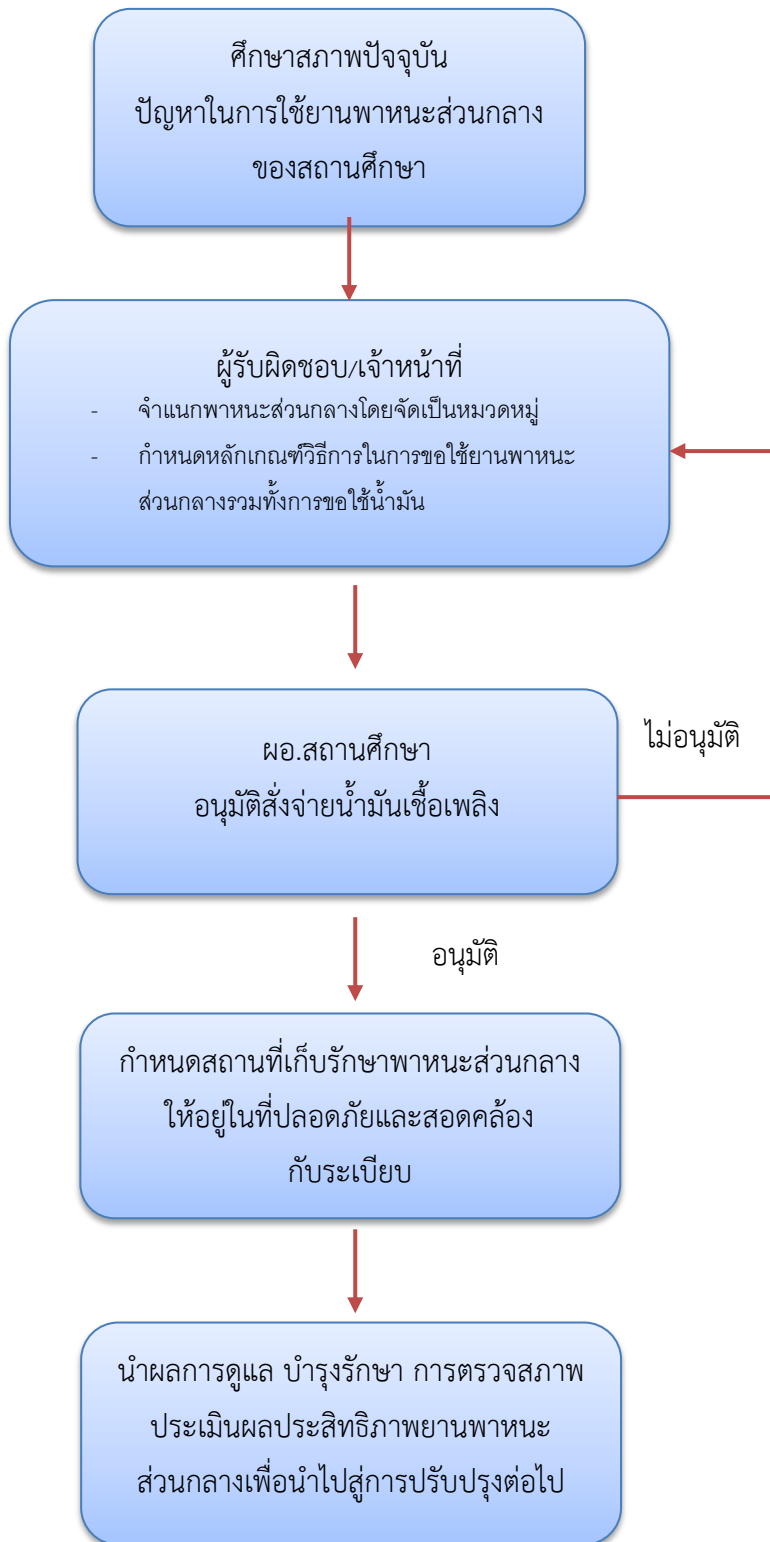 ศึกษาสภาพปัจจุบัน
ปัญหาในการใช้ยานพาหนะส่วนกลาง
ของสถานศึกษา
ผู้รับผิดชอบ/เจ้าหน้าที่
- จำแนกพาหนะส่วนกลางโดยจัดเป็นหมวดหมู่
- กำหนดหลักเกณฑ์วิธีการในการขอใช้ยานพาหนะ
ส่วนกลางรวมทั้งการขอใช้น้ำมัน
ผอ.สถานศึกษา
อนุมัติสั่งจ่ายน้ำมันเชื้อเพลิง
ไม่อนุมัติ
อนุมัติ
กำหนดสถานที่เก็บรักษาพาหนะส่วนกลาง
ให้อยู่ในที่ปลอดภัยและสอดคล้อง
กับระเบียบ
นำผลการดูแล บำรุงรักษา การตรวจสภาพ
ประเมินผลประสิทธิภาพยานพาหนะ
ส่วนกลางเพื่อนำไปสู่การปรับปรุงต่อไป